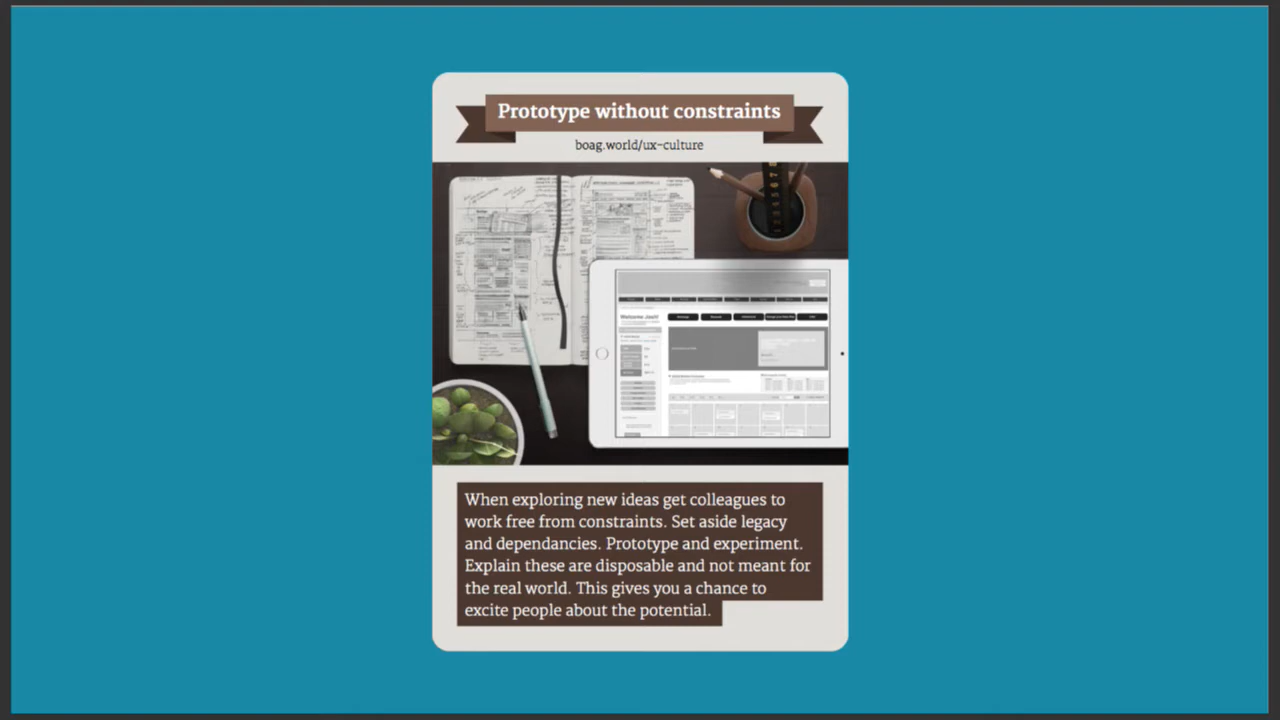 Prototype without constraints
boag.world/ux-culture
Welcome Josh!
When exploring new ideas get colleagues to
work free from constraints. Set aside legacy
and dependancies. Prototype and experiment.
Explain these are disposable and not meant for
the real world. This gives you a chance to
excite people about the potential.